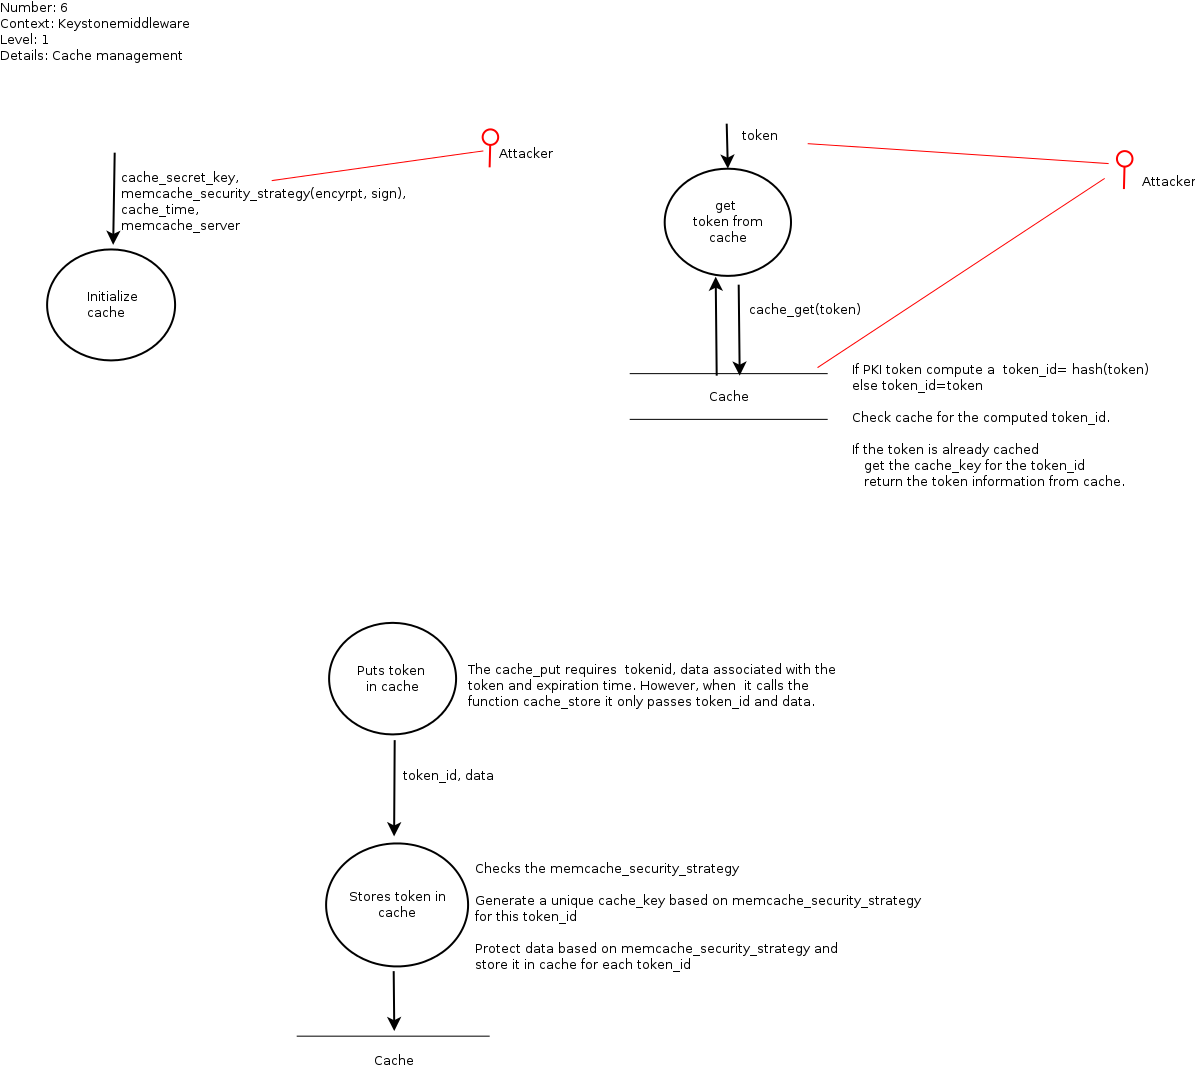 Number: 6
Context: Keystonemiddleware
Level: 1
Details: Cache management
Attacker
cache_secret_key,
memcache_security_strategy(encyrpt, sign),
cache_time,
memcache_server
Initialize
cache
token
Attacker
get
token from
cache
cache_get(token)
Cache
If PKI token compute a  token_id= hash(token)
else token_id=token
Check cache for the computed token_id.
If the token is already cached
get the cache_key for the token_id
return the token information from cache.
Puts token
in cache
The cache_put requires  tokenid, data associated with the
token and expiration time. However, when  it calls the
function cache_store it only passes token_id and data.
token_id, data
Stores token in
cache
Checks the memcache_security_strategy
Generate a unique cache_key based on memcache_security_strategy
for this token_id
Protect data based on memcache_security_strategy and
store it in cache for each token_id
Cache